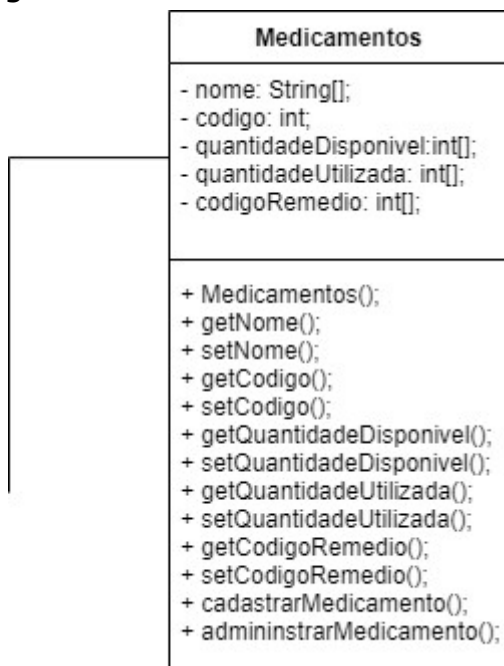 Medicamentos
- nome: String[];
- codigo: int;
- quantidadeDisponivel:int[];
- quantidadeUtilizada: int[];
- codigoRemedio: int[];
+ Medicamentos();
+ getNome();
+ setNome();
+ getCodigo();
+ setCodigo();
+ getQuantidadeDisponivel();
+ setQuantidadeDisponivel();
+ getQuantidadeUtilizada();
+ setQuantidadeUtilizada();
+ getCodigoRemedio();
+ setCodigoRemedio();
+ cadastrarMedicamento();
+ admininstrarMedicamento();